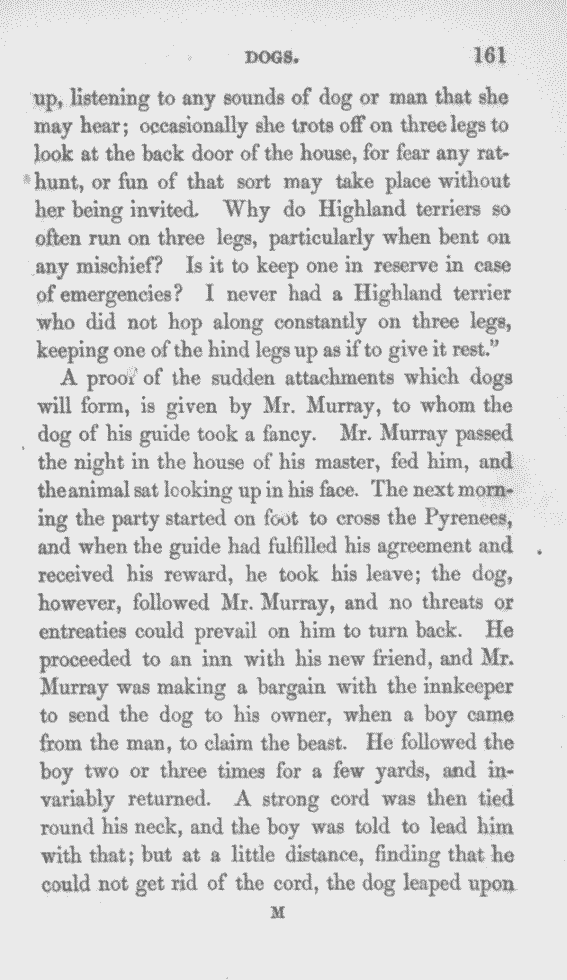 DOGS. 161
up, listening to any sounds of dog or man that she
may hear; occasionally she trots off on three legs to
look at the back door of the house, for fear any rat-
hunt, or fun of that sort may take place without
her being invited. Why do Highland terriers so
often run on three legs, particularly when bent on
any mischief? Is it to keep one in reserve in case
of emergencies? I never had a Highland terrier
who did not hop along constantly on three legs,
keeping one of the hind legs up as if to give it rest.”
A proof of the sudden attachments which dogs
will form, is given by Mr. Murray, to whom the
dog of his guide took a fancy. Mr. Murray passed
the night in the house of his master, fed him, and
the animal sat looking up in his face. The next morn-
ing the party started on foot to cross the Pyrenees,
and when the guide had fulfilled his agreement and
received his reward, he took his leave; the dog,
however, followed Mr. Murray, and no threats or
entreaties could prevail on him to turn back. He
proceeded to an inn with his new friend, and Mr.
Murray was making a bargain with the innkeeper
to send the dog to his owner, when a boy came
from the man, to claim the beast. He followed the
boy two or three times for a few yards, and in-
variably returned. A strong cord was then tied
round his neck, and the boy was told to lead him
with that; but at a little distance, finding that he
could not get rid of the cord, the dog leaped upon
M